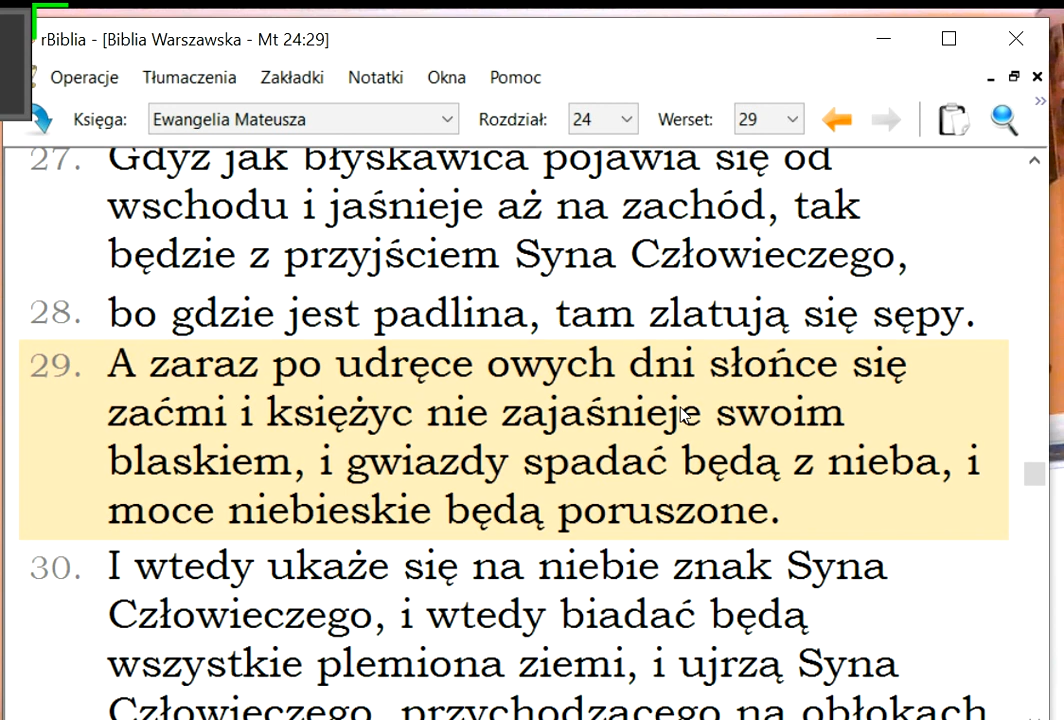 rBiblia - [Biblia Warszawska - Mt 24:29]
Operacje Tłumaczenia Zakładki Notatki Okna Pomoc
Księga: Ewangelia Mateusza Rozdział: 24 Werset: 29
27. Gdyż jak błyskawica pojawia się od
wschodu i jaśnieje aż na zachód, tak
będzie z przyjściem Syna Człowieczego,
28. bo gdzie jest padlina, tam zlatują się sępy.
29. A zaraz po udręce owych dni słońce się
zaćmi i księżyc nie zajaśnieje swoim
blaskiem, i gwiazdy spadać będą z nieba, i
moce niebieskie będą poruszone.
30. I wtedy ukaże się na niebie znak Syna
Człowieczego, i wtedy biadać będą
wszystkie plemiona ziemi, i ujrzą Syna
Człowieczego, przychodzącego na obłokach